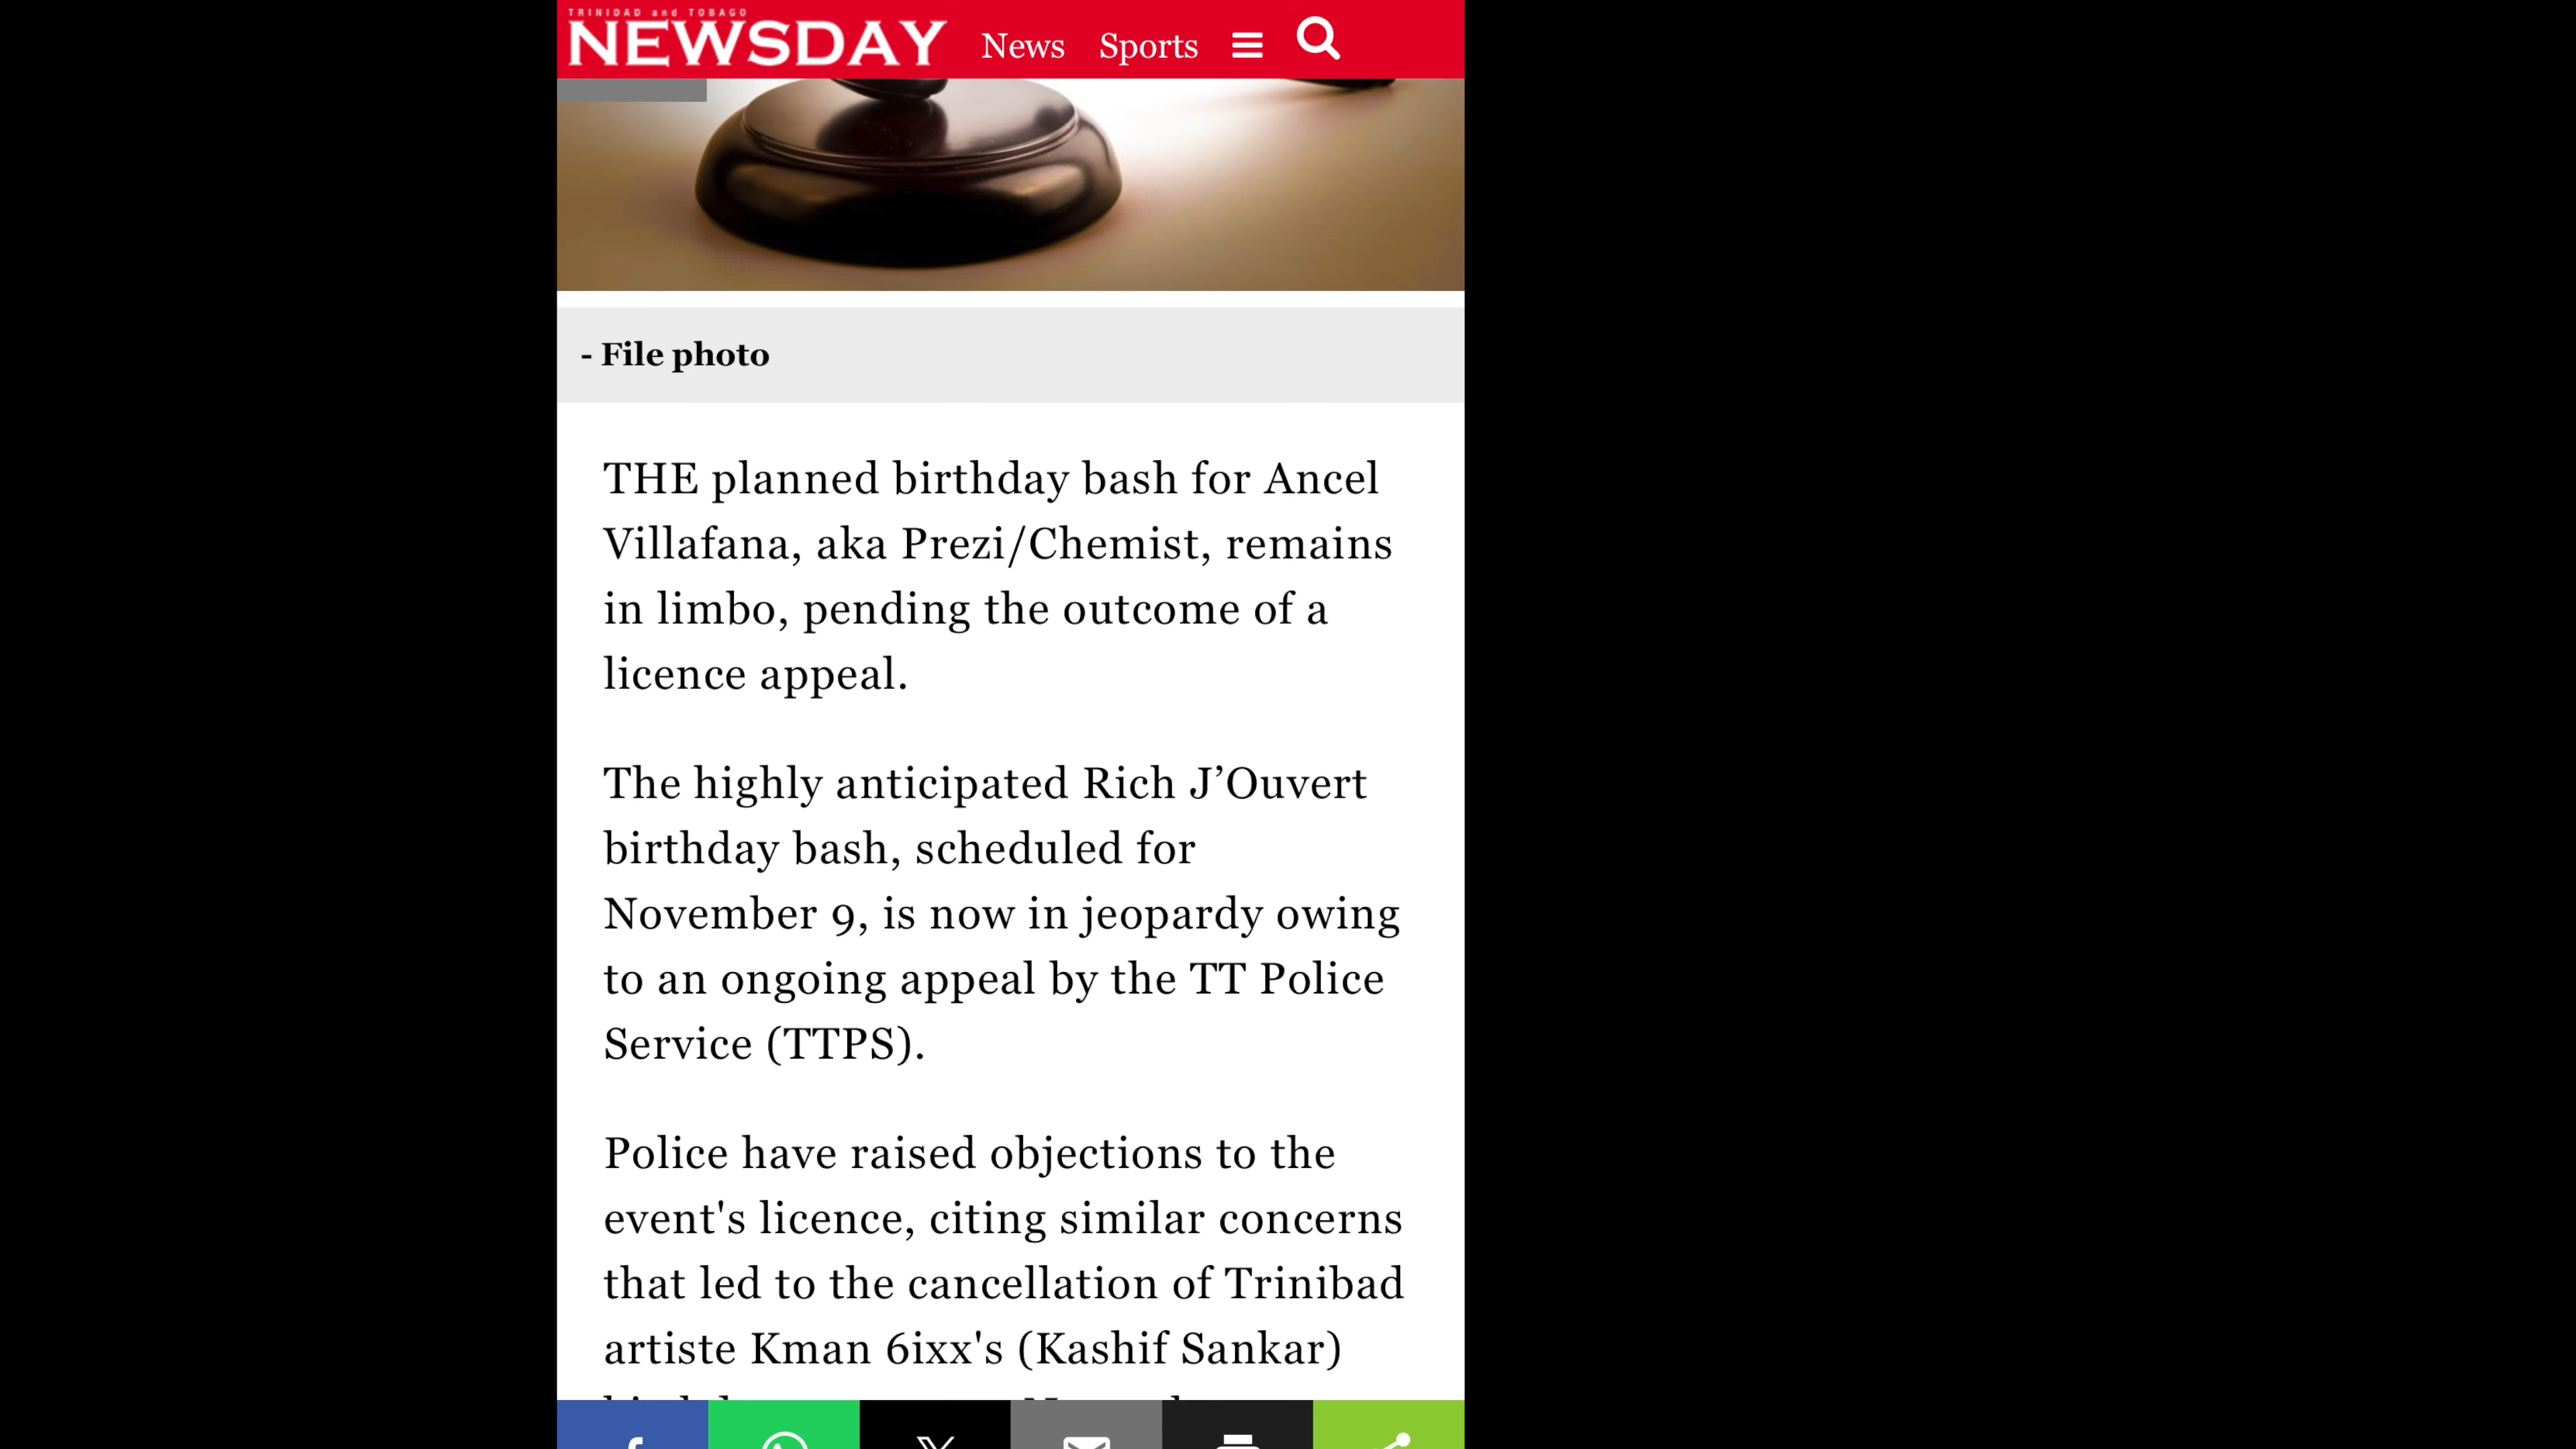 TRINIDAD and TOBAGO
NEWSDAY News Sports
- File photo
THE planned birthday bash for Ancel
Villafana, aka Prezi/Chemist, remains
in limbo, pending the outcome of a
licence appeal.
The highly anticipated Rich J’Ouvert
birthday bash, scheduled for
November 9, is now in jeopardy owing
to an ongoing appeal by the TT Police
Service (TTPS).
Police have raised objections to the
event's licence, citing similar concerns
that led to the cancellation of Trinibad
artiste Kman 6ixx's (Kashif Sankar)